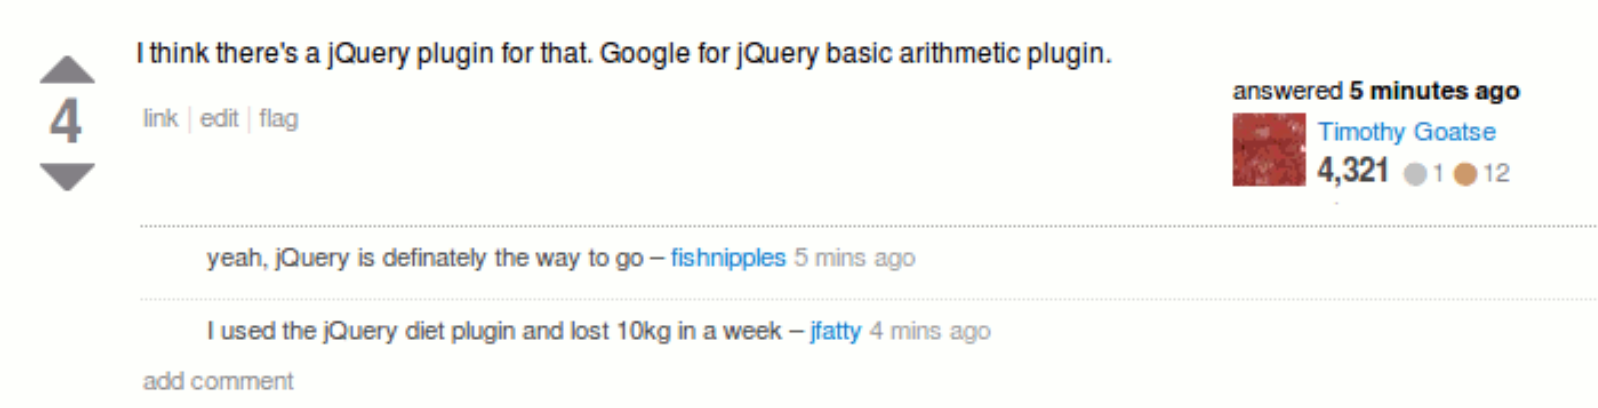 I think there's a jQuery plugin for that. Google for jQuery basic arithmetic plugin.
4
link | edit | flag
answered 5 minutes ago
Timothy Goatse
4,321 1 12
yeah, jQuery is definately the way to go – fishnipples 5 mins ago
I used the jQuery diet plugin and lost 10kg in a week – jfatty 4 mins ago
add comment